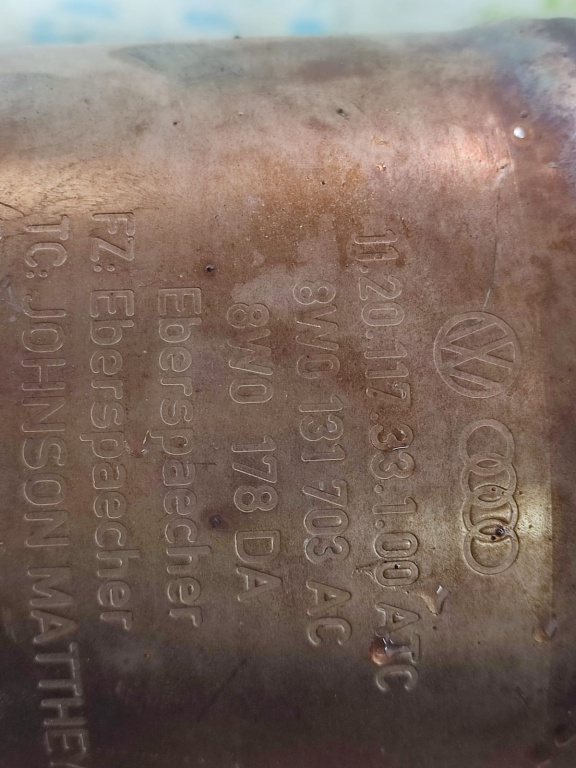 11.20.117.33.1.00 ATC
8W0 131 703 AC
8W0 178 DA
Eberspaecher
FZ: Eberspaecher
TC: JOHNSON MATTHE